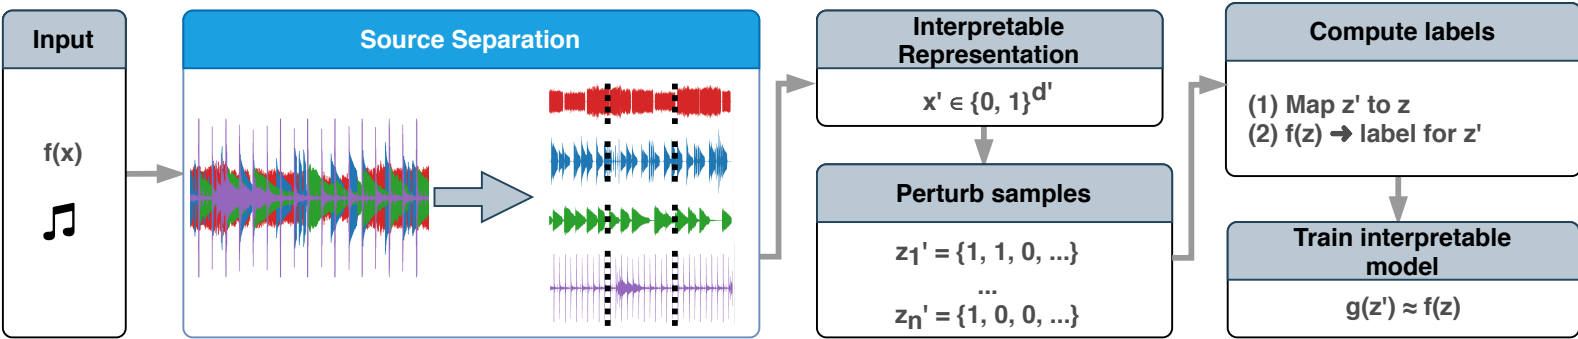 Input
f(x)
Source Separation
Interpretable
Representation
x' ∈ {0, 1}^d'
Perturb samples
z₁' = {1, 1, 0, ...}
...
zₙ' = {1, 0, 0, ...}
Compute labels
(1) Map z' to z
(2) f(z) ➔ label for z'
Train interpretable
model
g(z') ≈ f(z)